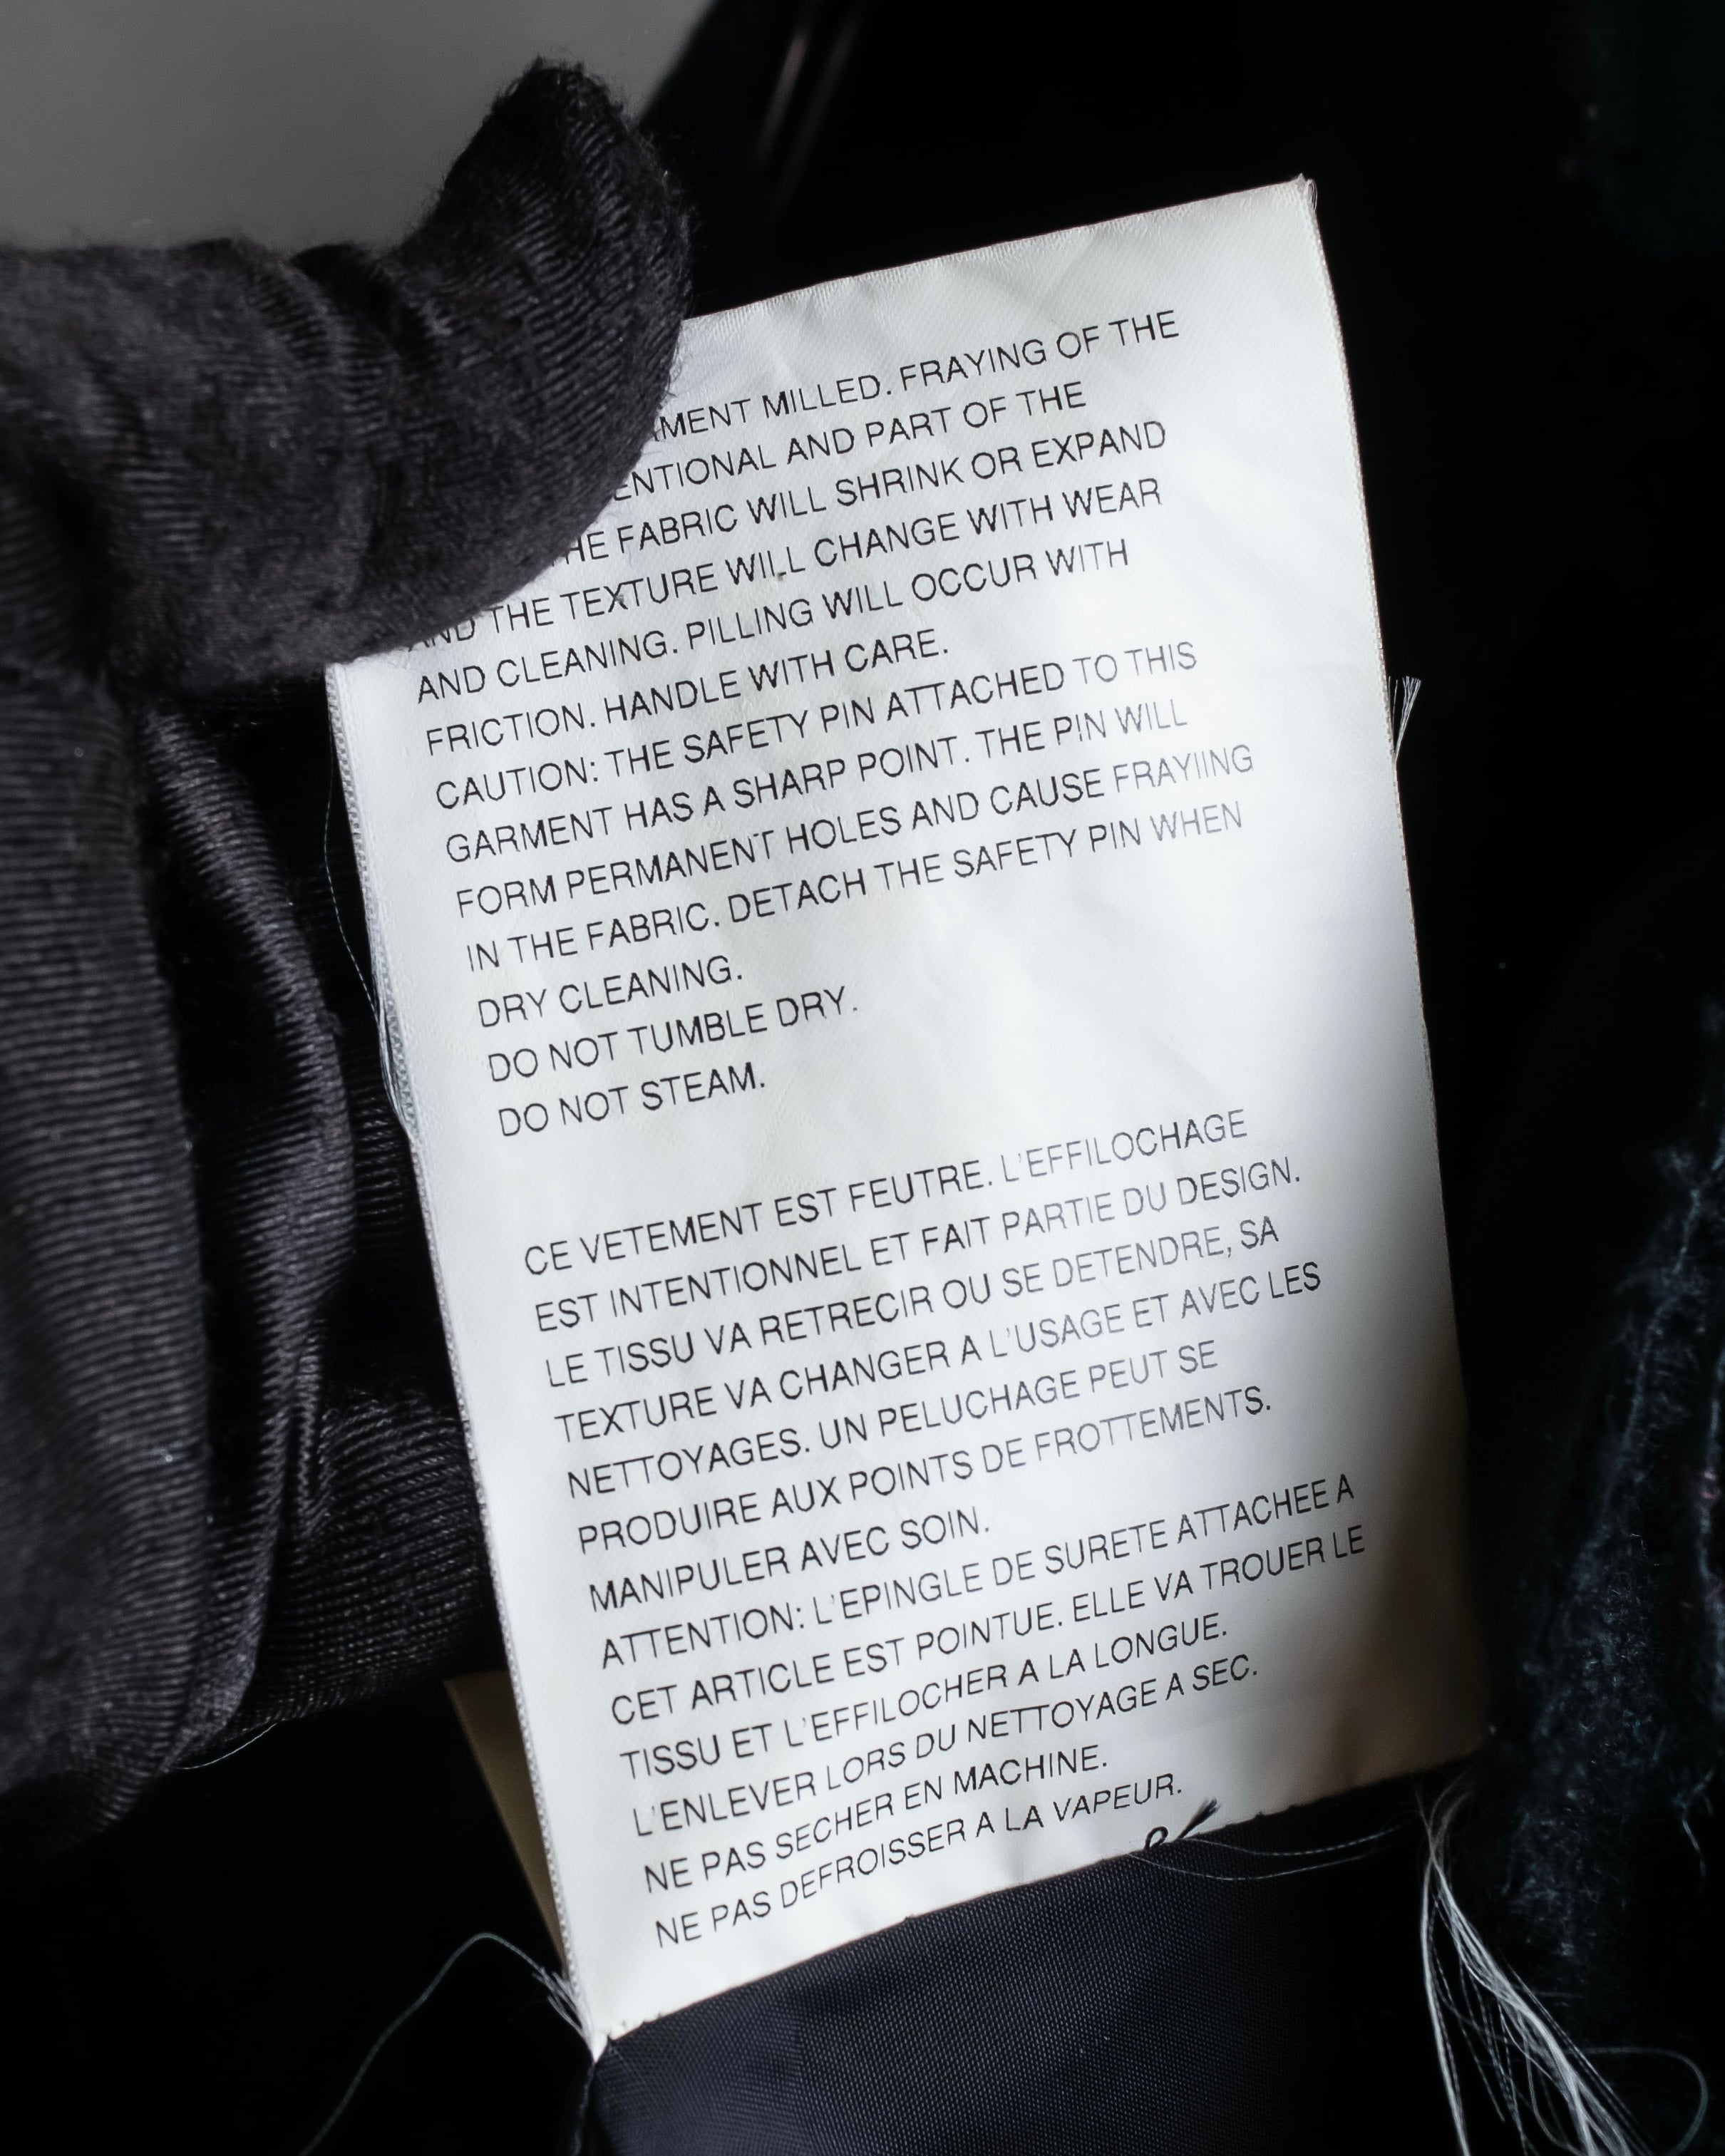 MENT MILLED. FRAYING OF THE
ENTIONAL AND PART OF THE
HE FABRIC WILL SHRINK OR EXPAND
AND THE TEXTURE WILL CHANGE WITH WEAR
AND CLEANING. PILLING WILL OCCUR WITH
FRICTION. HANDLE WITH CARE.
CAUTION: THE SAFETY PIN ATTACHED TO THIS
GARMENT HAS A SHARP POINT. THE PIN WILL
FORM PERMANENT HOLES AND CAUSE FRAYIING
IN THE FABRIC. DETACH THE SAFETY PIN WHEN
DRY CLEANING.
DO NOT TUMBLE DRY.
DO NOT STEAM.
CE VETEMENT EST FEUTRE. L'EFFILOCHAGE
EST INTENTIONNEL ET FAIT PARTIE DU DESIGN.
LE TISSU VA RETRECIR OU SE DETENDRE, SA
TEXTURE VA CHANGER A L'USAGE ET AVEC LES
NETTOYAGES. UN PELUCHAGE PEUT SE
PRODUIRE AUX POINTS DE FROTTEMENTS.
MANIPULER AVEC SOIN.
ATTENTION: L'EPINGLE DE SURETE ATTACHEE A
CET ARTICLE EST POINTUE. ELLE VA TROUER LE
TISSU ET L'EFFILOCHER A LA LONGUE.
L'ENLEVER LORS DU NETTOYAGE A SEC.
NE PAS SECHER EN MACHINE.
NE PAS DEFROISSER A LA VAPEUR.